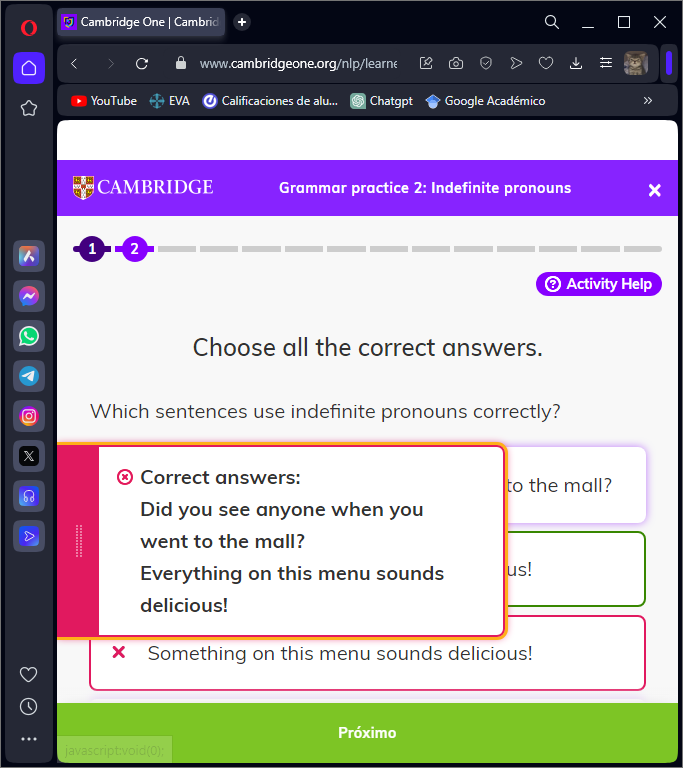 Cambridge One | Cambrid
www.cambridgeone.org/nlp/learne
YouTube
EVA
Calificaciones de alu...
Chatgpt
Google Académico
»
CAMBRIDGE
Grammar practice 2: Indefinite pronouns
1
2
Activity Help
Choose all the correct answers.
Which sentences use indefinite pronouns correctly?
to the mall?
Correct answers:
Did you see anyone when you
went to the mall?
Everything on this menu sounds
delicious!
us!
Something on this menu sounds delicious!
Próximo
javascript:void(0);